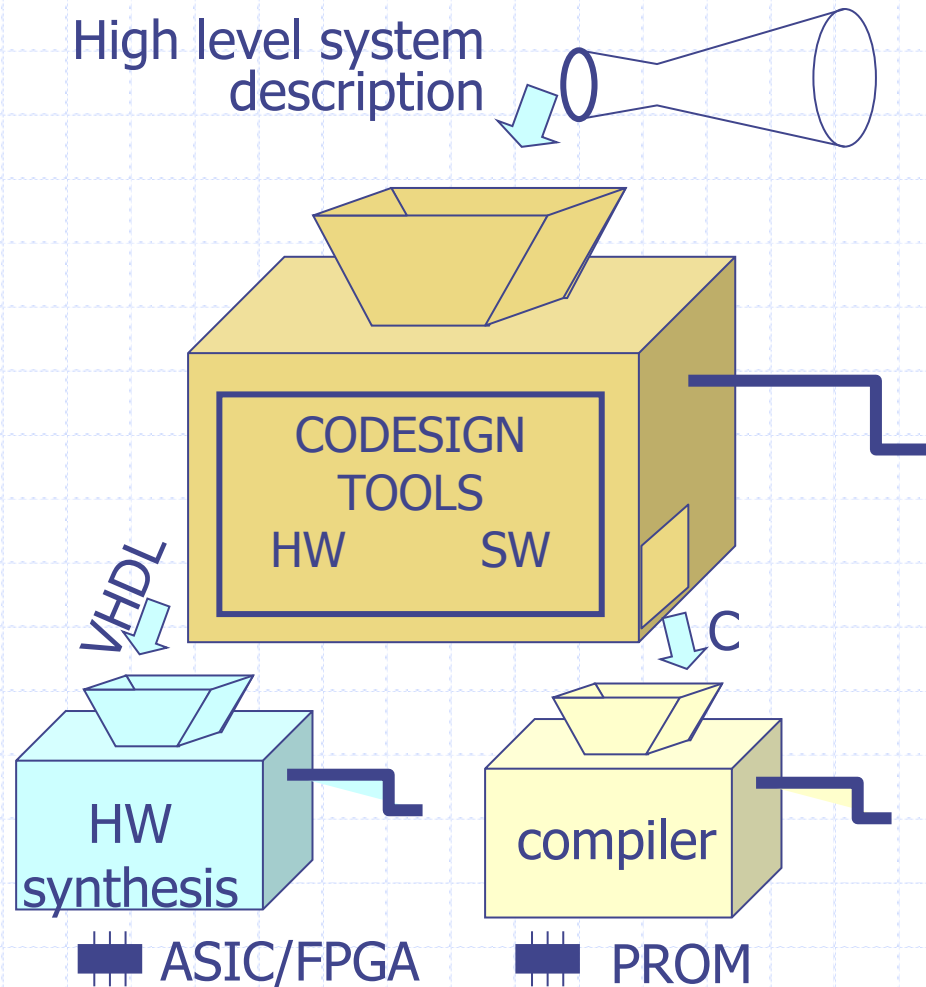 High level system
description
CODESIGN
TOOLS
HW SW
VHDL
C
HW
synthesis
compiler
ASIC/FPGA
PROM